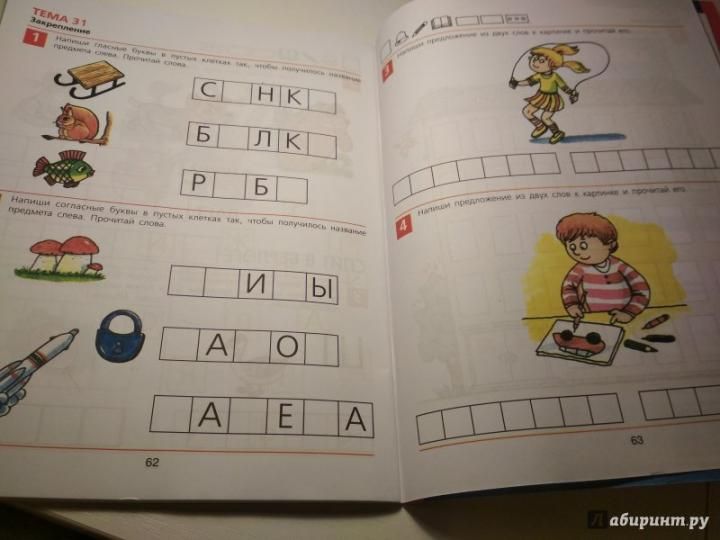 ТЕМА 31
Закрепление
1 Напиши гласные буквы в пустых клетках так, чтобы получилось название
предмета слева. Прочитай слова.
С НК
Б ЛК
Р Б
Напиши согласные буквы в пустых клетках так, чтобы получилось название
предмета слева. Прочитай слова.
И Ы
А О
А Е А
62
3 Напиши предложение из двух слов к картинке и прочитай его.
4 Напиши предложение из двух слов к картинке и прочитай его.
63
Лабиринт.ру